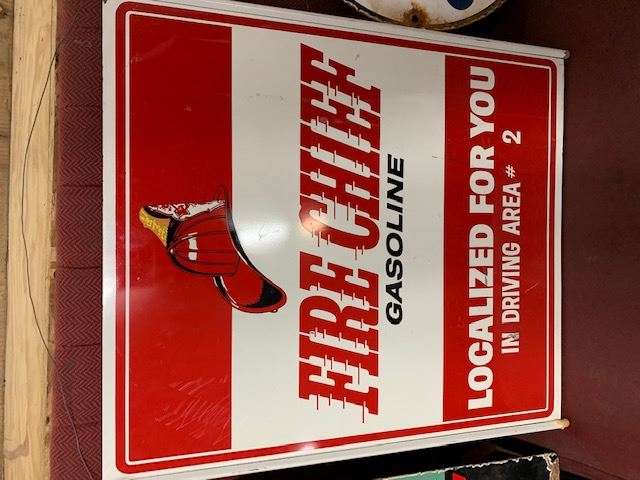 FIRE CHIEF
GASOLINE
LOCALIZED FOR YOU
IN DRIVING AREA # 2